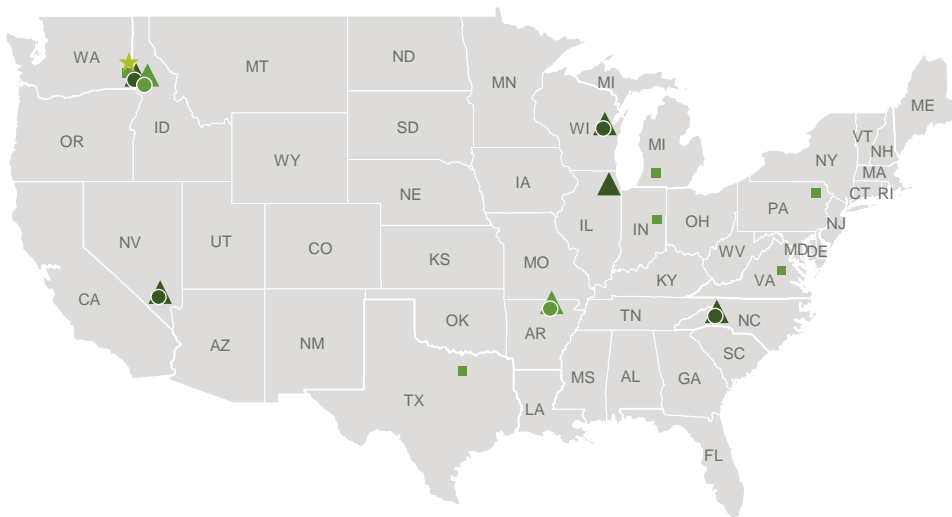 WA
MT
ND
MN
MI
ME
OR
ID
SD
WI
MI
VT
NH
NY
WY
MA
IA
CT RI
NE
PA
NV
UT
CO
IL
IN
OH
NJ
KS
MO
WV
MD
DE
CA
KY
VA
OK
TN
NC
AZ
NM
AR
SC
MS
AL
GA
TX
LA
FL